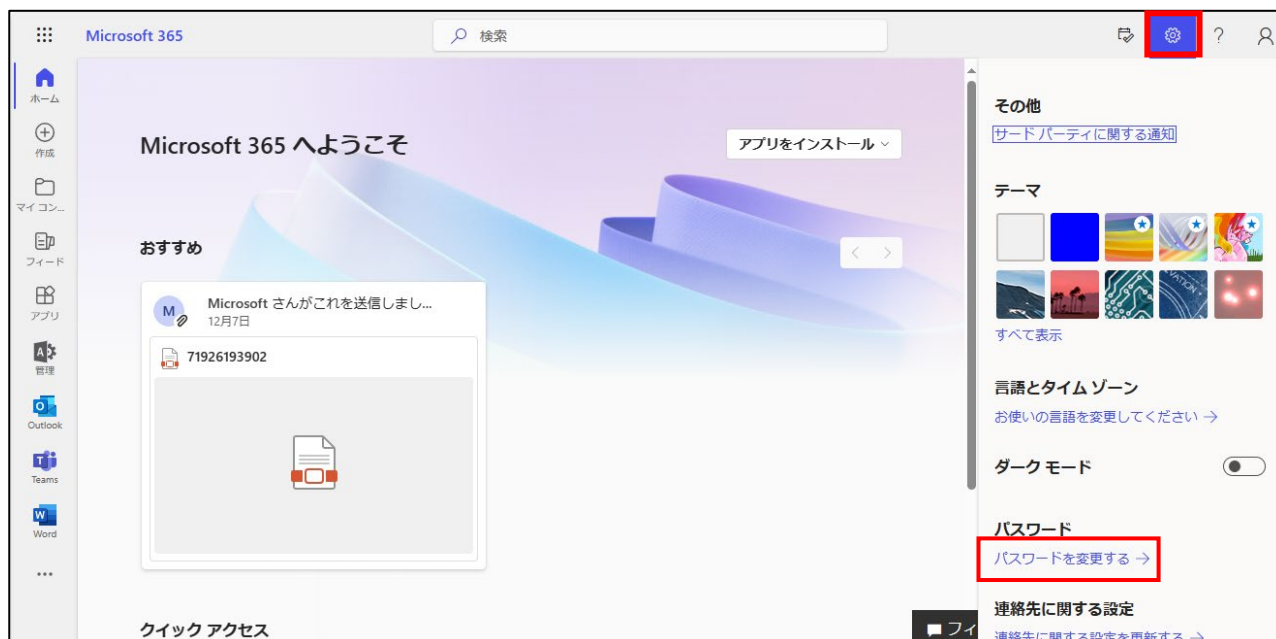 Microsoft 365
検索
?
ホーム
作成
マイ コン...
フィード
アプリ
管理
Outlook
Teams
Word
...
Microsoft 365 へようこそ
アプリをインストール
おすすめ
M
Microsoft さんがこれを送信しまし...
12月7日
71926193902
クイック アクセス
フィ
その他
サード パーティに関する通知
テーマ
すべて表示
言語とタイム ゾーン
お使いの言語を変更してください →
ダーク モード
パスワード
パスワードを変更する →
連絡先に関する設定
連絡先に関する設定を更新する →